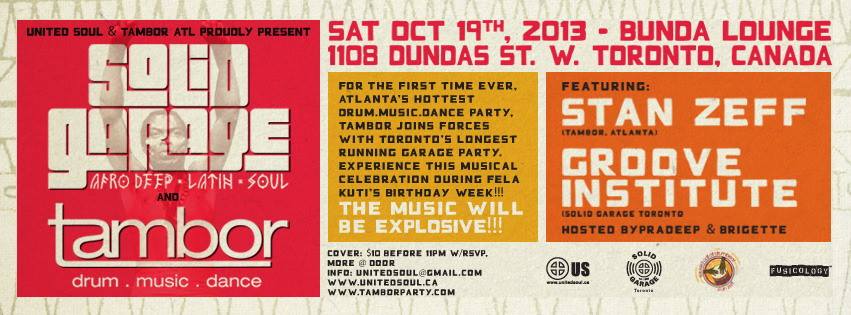 UNITED SOUL & TAMBOR ATL PROUDLY PRESENT
SOLID
GARAGE
AFRO DEEP · LATIN · SOUL
AND
tambor
drum . music . dance
SAT OCT 19TH, 2013 - BUNDA LOUNGE
1108 DUNDAS ST. W. TORONTO, CANADA
FOR THE FIRST TIME EVER,
ATLANTA'S HOTTEST
DRUM.MUSIC.DANCE PARTY,
TAMBOR JOINS FORCES
WITH TORONTO'S LONGEST
RUNNING GARAGE PARTY.
EXPERIENCE THIS MUSICAL
CELEBRATION DURING FELA
KUTI'S BIRTHDAY WEEK!!!
THE MUSIC WILL
BE EXPLOSIVE!!!
FEATURING:
STAN ZEFF
(TAMBOR, ATLANTA)
GROOVE
INSTITUTE
(SOLID GARAGE TORONTO
HOSTED BYPRADEEP & BRIGETTE
COVER: $10 BEFORE 11PM W/RSVP,
MORE @ DOOR
INFO: UNITEDSOUL@GMAIL.COM
WWW.UNITEDSOUL.CA
WWW.TAMBORPARTY.COM
US
www.unitedsoul.ca
SOLID
GARAGE
Toronto
FUSICOLOGY